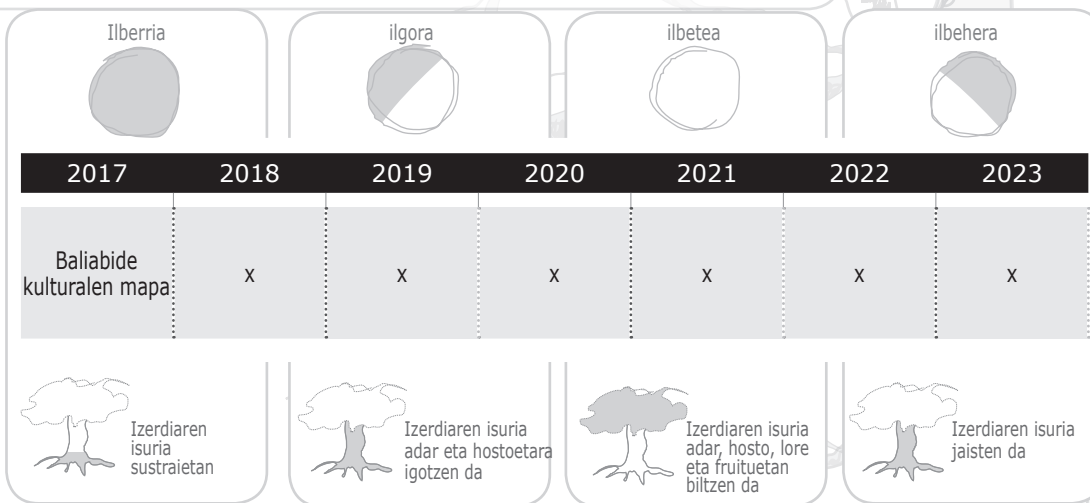 Ilberria
ilgora
ilbetea
ilbehera
2017 2018 2019 2020 2021 2022 2023
Baliabide
kulturalen mapa
x x x x x x
Izerdiaren
isuria
sustraietan
Izerdiaren isuria
adar eta hostoetara
igotzen da
Izerdiaren isuria
adar, hosto, lore
eta fruituetan
biltzen da
Izerdiaren isuria
jaisten da